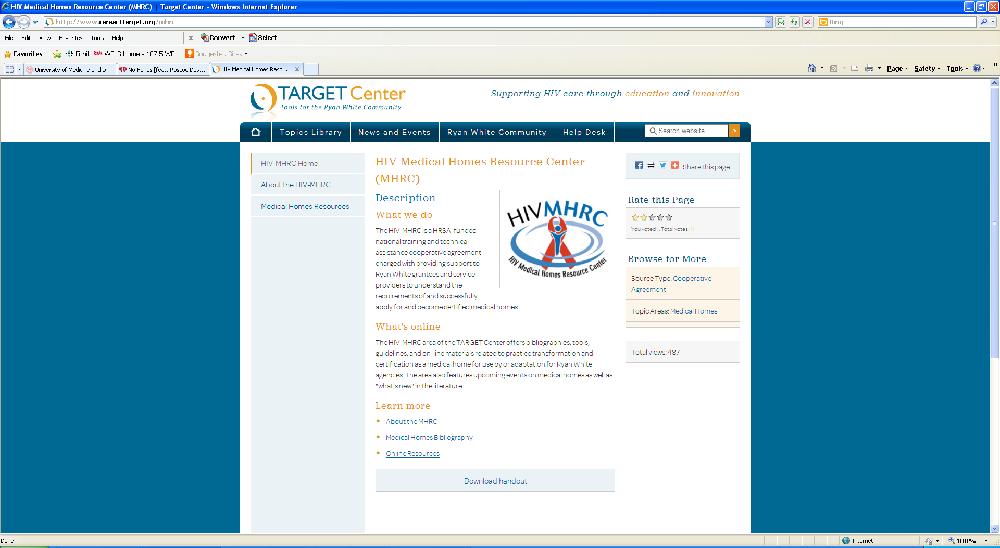 HIV Medical Homes Resource Center (MHRC) | Target Center - Windows Internet Explorer
http://www.careacttarget.org/mhrc
Bing
File Edit View Favorites Tools Help
x Convert Select
Favorites Fitbit WBLS Home - 107.5 WB... Suggested Sites
University of Medicine and D... No Hands [feat. Roscoe Das... HIV Medical Homes Resou...
Page Safety Tools »
TARGET Center
Tools for the Ryan White Community
Supporting HIV care through education and innovation
Topics Library News and Events Ryan White Community Help Desk Search website >
HIV-MHRC Home
About the HIV-MHRC
Medical Homes Resources
HIV Medical Homes Resource Center
(MHRC)
Description
What we do
The HIV-MHRC is a HRSA-funded
national training and technical
assistance cooperative agreement
charged with providing support to
Ryan White grantees and service
providers to understand the
requirements of and successfully
apply for and become certified medical homes.
HIVMHRC
HIV Medical Homes Resource Center
What's online
The HIV-MHRC area of the TARGET Center offers bibliographies, tools,
guidelines, and on-line materials related to practice transformation and
certification as a medical home for use by or adaptation for Ryan White
agencies. The area also features upcoming events on medical homes as well as
"what's new" in the literature.
Learn more
• About the MHRC
• Medical Homes Bibliography
• Online Resources
Download handout
Share this page
Rate this Page
You voted 1. Total votes: 11
Browse for More
Source Type: Cooperative
Agreement
Topic Areas: Medical Homes
Total views: 487
Done
Internet
100%